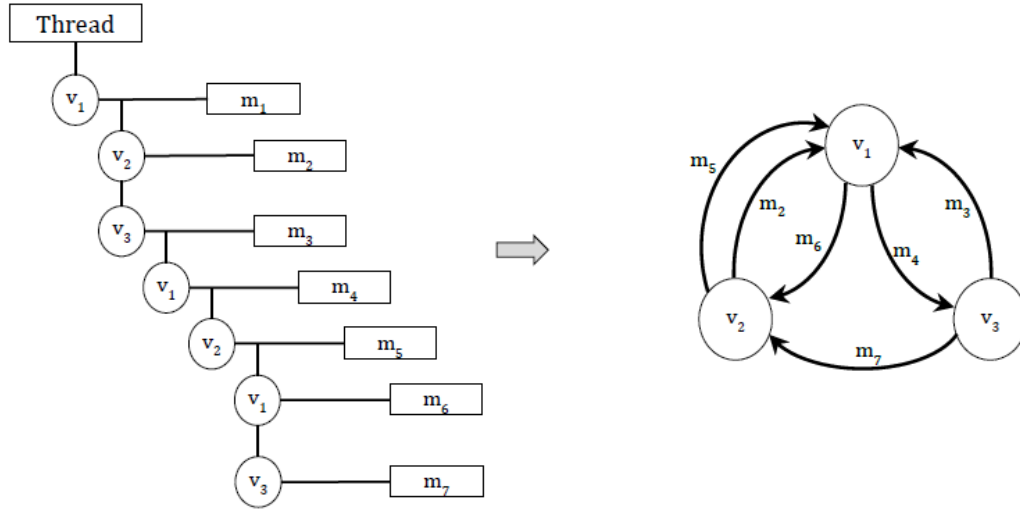 Thread
v₁ m₁
v₂ m₂
v₃ m₃
v₁ m₄
v₂ m₅
v₁ m₆
v₃ m₇
v₁
m₅
m₂
m₃
m₆
m₄
v₂
v₃
m₇